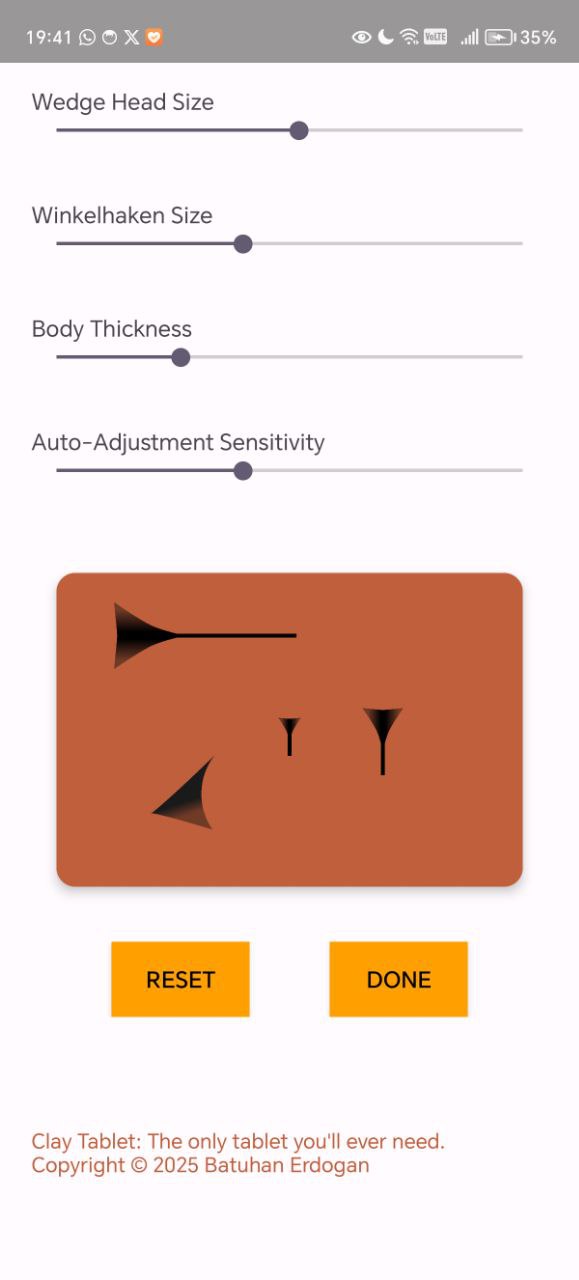 19:41 VoLTE 35%
Wedge Head Size
Winkelhaken Size
Body Thickness
Auto-Adjustment Sensitivity
RESET DONE
Clay Tablet: The only tablet you'll ever need.
Copyright © 2025 Batuhan Erdogan